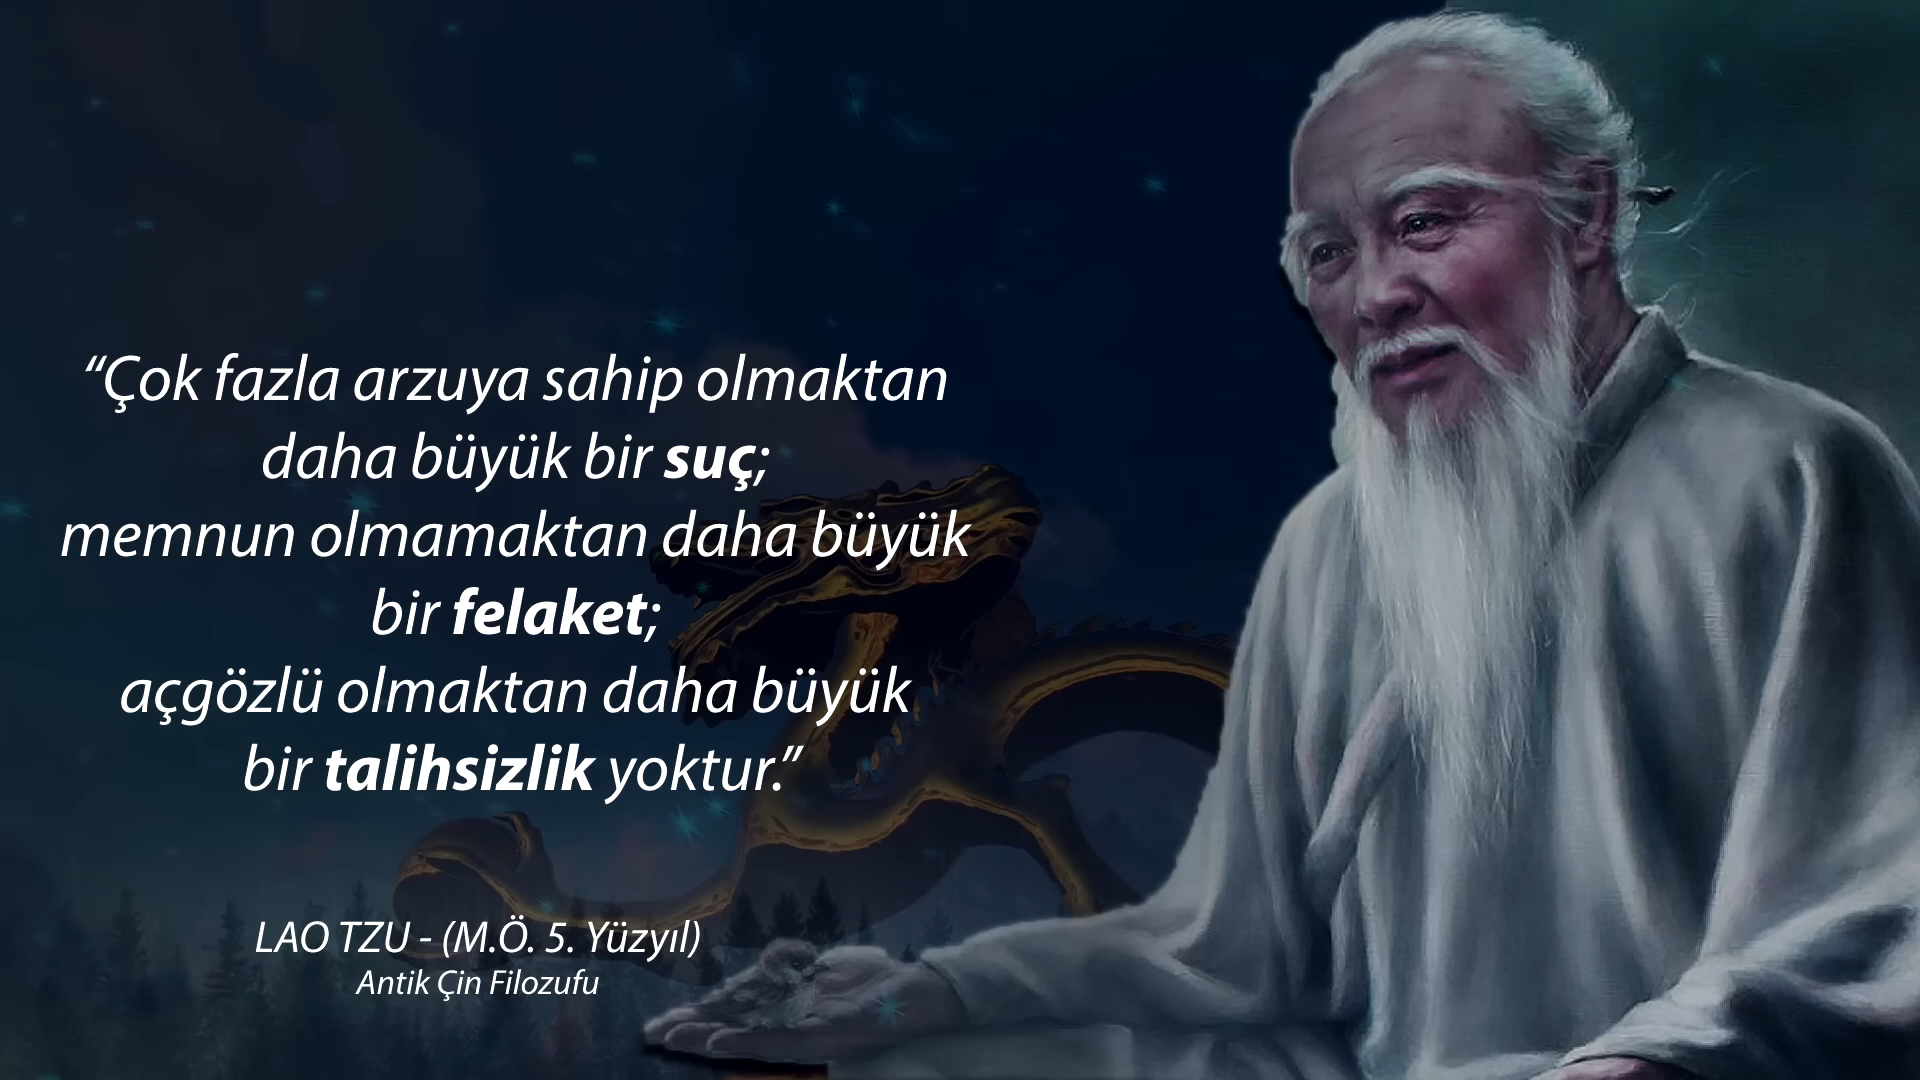 “Çok fazla arzuya sahip olmaktan
daha büyük bir suç;
memnun olmamaktan daha büyük
bir felaket;
açgözlü olmaktan daha büyük
bir talihsizlik yoktur.”
LAO TZU - (M.Ö. 5. Yüzyıl)
Antik Çin Filozufu